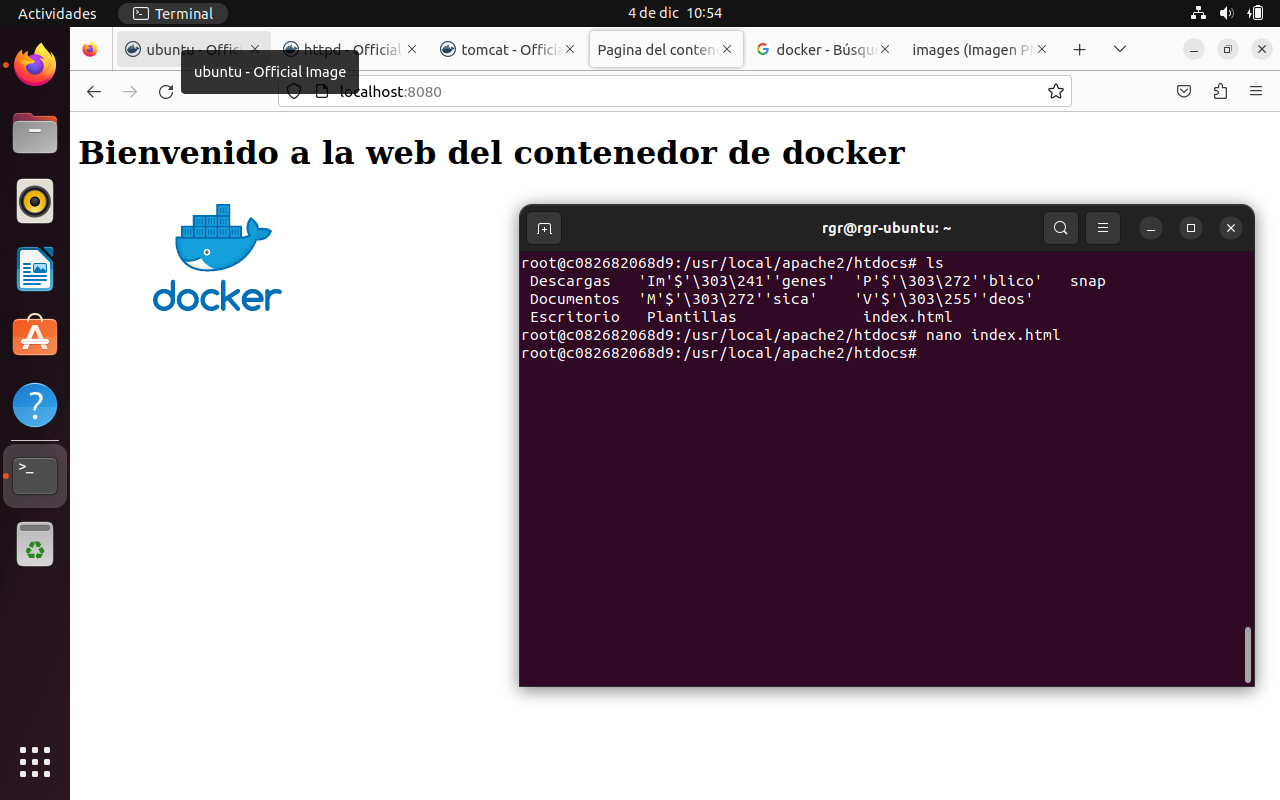 Actividades Terminal 4 de dic 10:54
ubuntu - Offici httpd - Official tomcat - Officia Pagina del conten docker - Búsque images (Imagen PN
ubuntu - Official Image
localhost:8080
Bienvenido a la web del contenedor de docker
docker
rgr@rgr-ubuntu: ~
root@c082682068d9:/usr/local/apache2/htdocs# ls
Descargas 'Im'$'\303\241''genes' 'P'$'\303\272''blico' snap
Documentos 'M'$'\303\272''sica' 'V'$'\303\255''deos'
Escritorio Plantillas index.html
root@c082682068d9:/usr/local/apache2/htdocs# nano index.html
root@c082682068d9:/usr/local/apache2/htdocs#